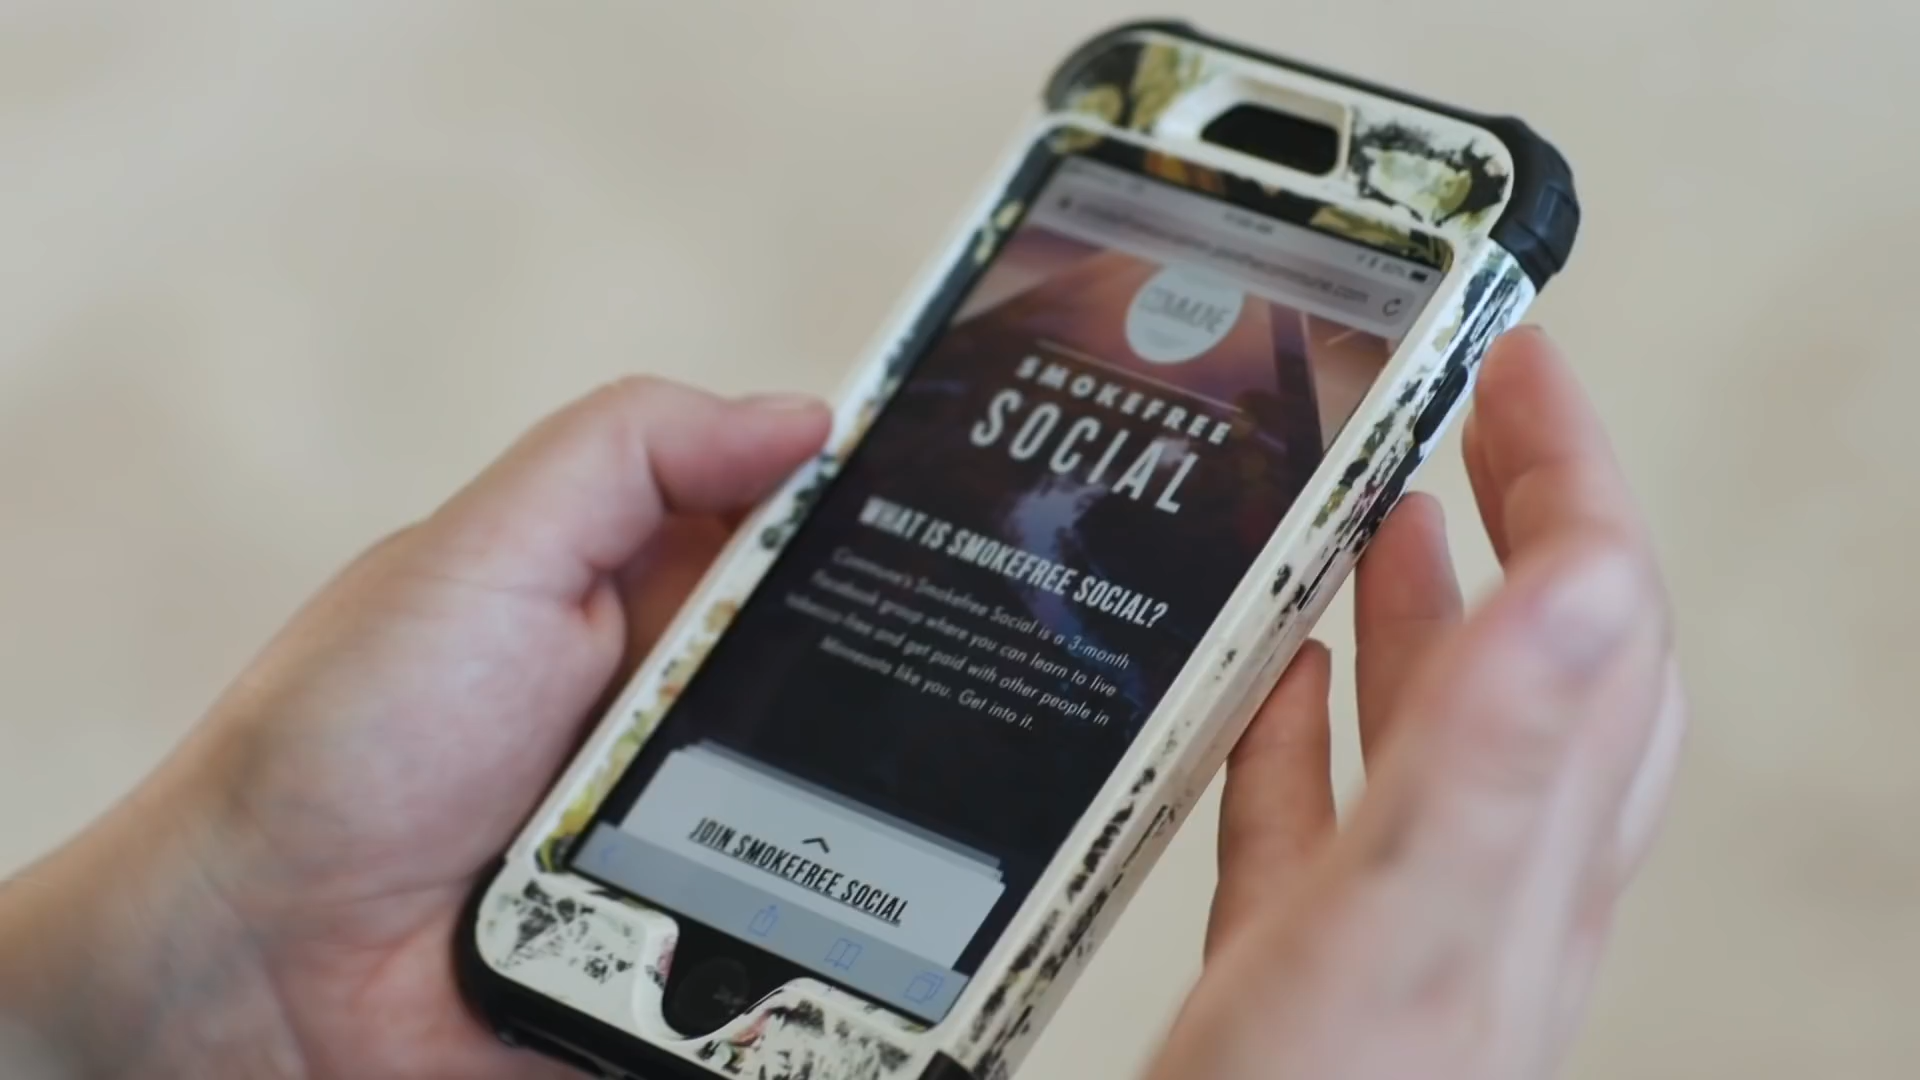 COMMUNE
SMOKEFREE
SOCIAL
WHAT IS SMOKEFREE SOCIAL?
Commune's Smokefree Social is a 3-month
Facebook group where you can learn to live
tobacco-free and get paid with other people in
Minnesota like you. Get into it.
JOIN SMOKEFREE SOCIAL